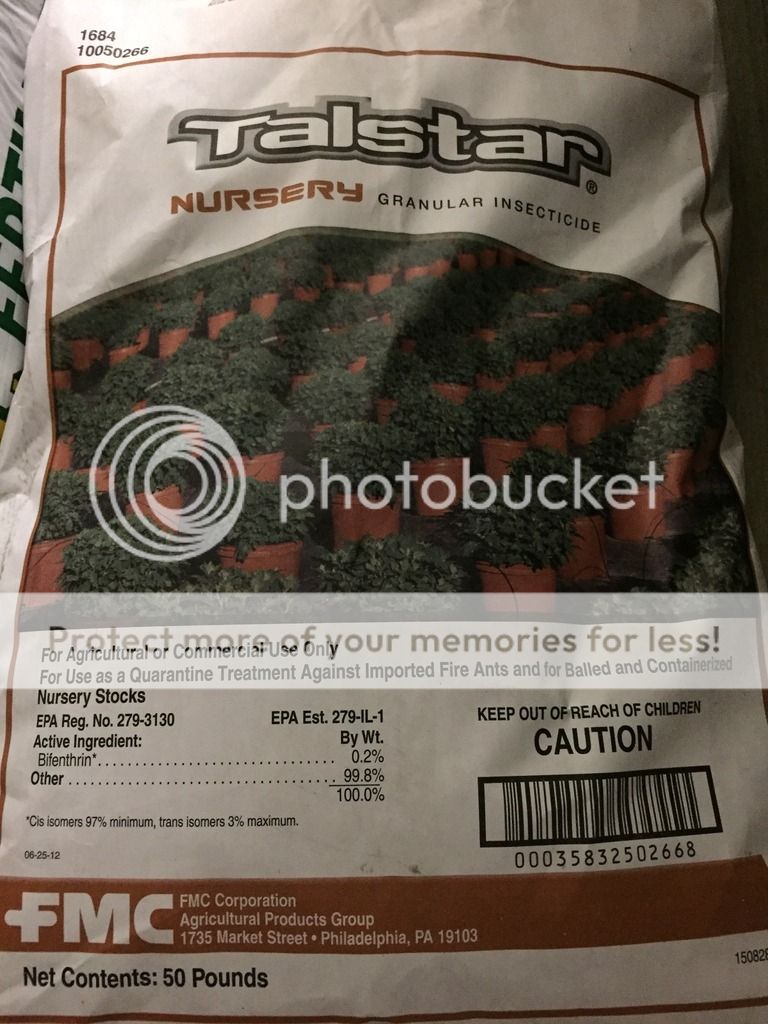 1684
10050266
Talstar®
NURSERY GRANULAR INSECTICIDE
photobucket
Protect more of your memories for less!
For Agricultural or Commercial Use Only
For Use as a Quarantine Treatment Against Imported Fire Ants and for Balled and Containerized
Nursery Stocks
EPA Reg. No. 279-3130 EPA Est. 279-IL-1
Active Ingredient: By Wt.
Bifenthrin*.................................... 0.2%
Other ......................................... 99.8%
100.0%
*Cis isomers 97% minimum, trans isomers 3% maximum.
06-25-12
KEEP OUT OF REACH OF CHILDREN
CAUTION
00035832502668
FMC
FMC Corporation
Agricultural Products Group
1735 Market Street • Philadelphia, PA 19103
Net Contents: 50 Pounds